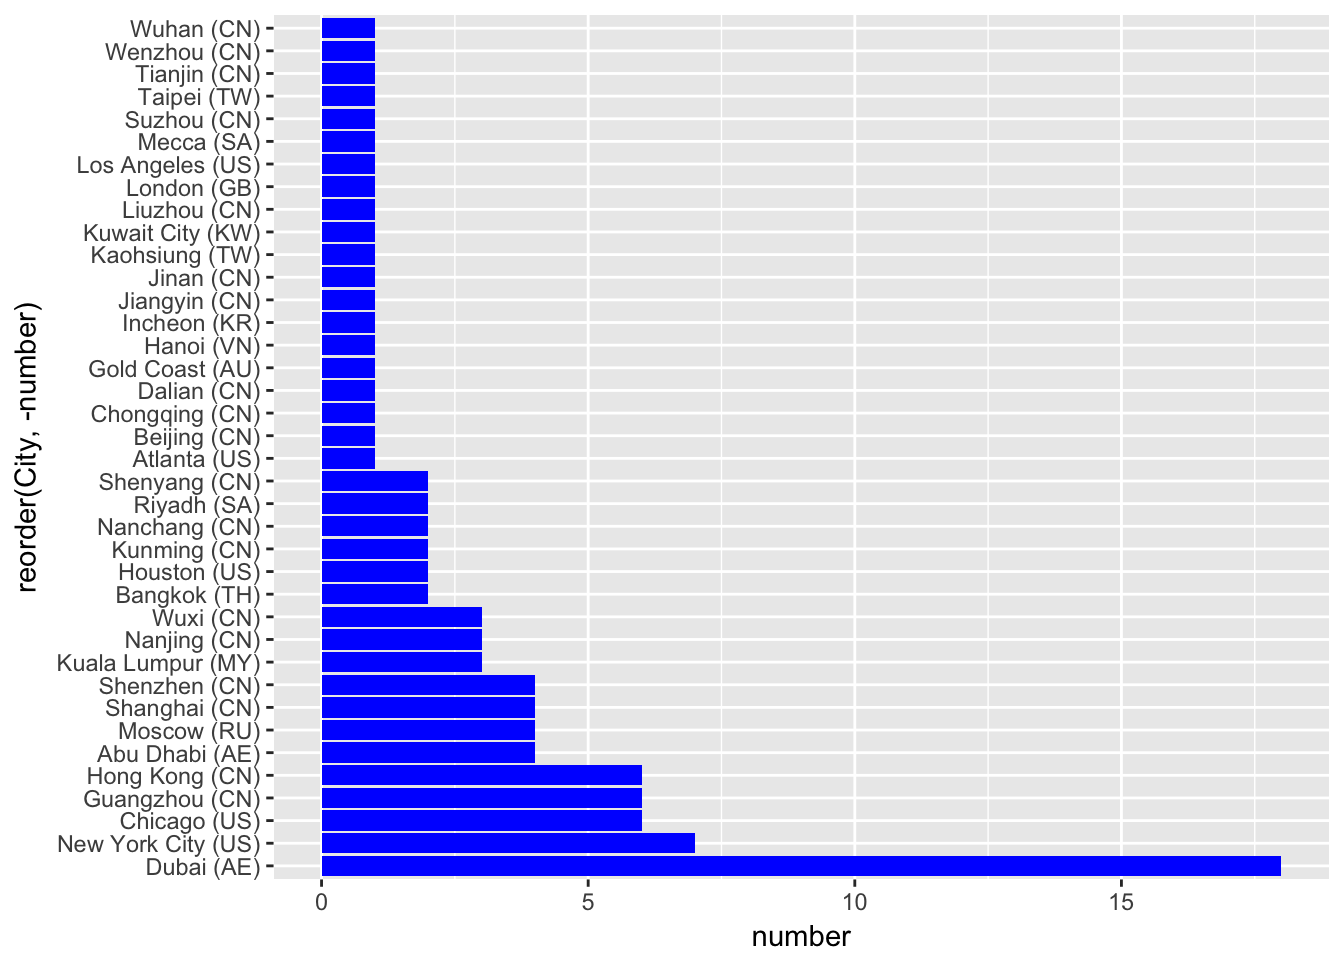 Wuhan (CN)
Wenzhou (CN)
Tianjin (CN)
Taipei (TW)
Suzhou (CN)
Mecca (SA)
Los Angeles (US)
London (GB)
Liuzhou (CN)
Kuwait City (KW)
Kaohsiung (TW)
Jinan (CN)
Jiangyin (CN)
Incheon (KR)
Hanoi (VN)
Gold Coast (AU)
Dalian (CN)
Chongqing (CN)
Beijing (CN)
Atlanta (US)
Shenyang (CN)
Riyadh (SA)
Nanchang (CN)
Kunming (CN)
Houston (US)
Bangkok (TH)
Wuxi (CN)
Nanjing (CN)
Kuala Lumpur (MY)
Shenzhen (CN)
Shanghai (CN)
Moscow (RU)
Abu Dhabi (AE)
Hong Kong (CN)
Guangzhou (CN)
Chicago (US)
New York City (US)
Dubai (AE)
reorder(City, -number)
0 5 10 15
number